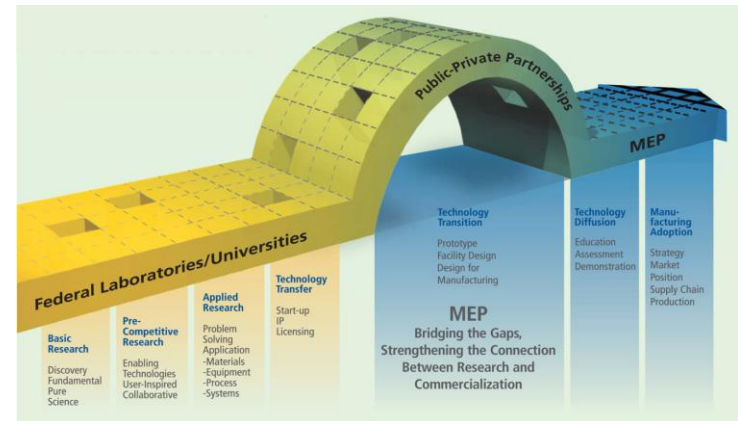 Public-Private Partnerships
MEP
Federal Laboratories/Universities
Basic
Research
Discovery
Fundamental
Pure
Science
Pre-
Competitive
Research
Enabling
Technologies
User-Inspired
Collaborative
Applied
Research
Problem
Solving
Application
-Materials
-Equipment
-Process
-Systems
Technology
Transfer
Start-up
IP
Licensing
Technology
Transition
Prototype
Facility Design
Design for
Manufacturing
MEP
Bridging the Gaps,
Strengthening the Connection
Between Research and
Commercialization
Technology
Diffusion
Education
Assessment
Demonstration
Manu-
facturing
Adoption
Strategy
Market
Position
Supply Chain
Production